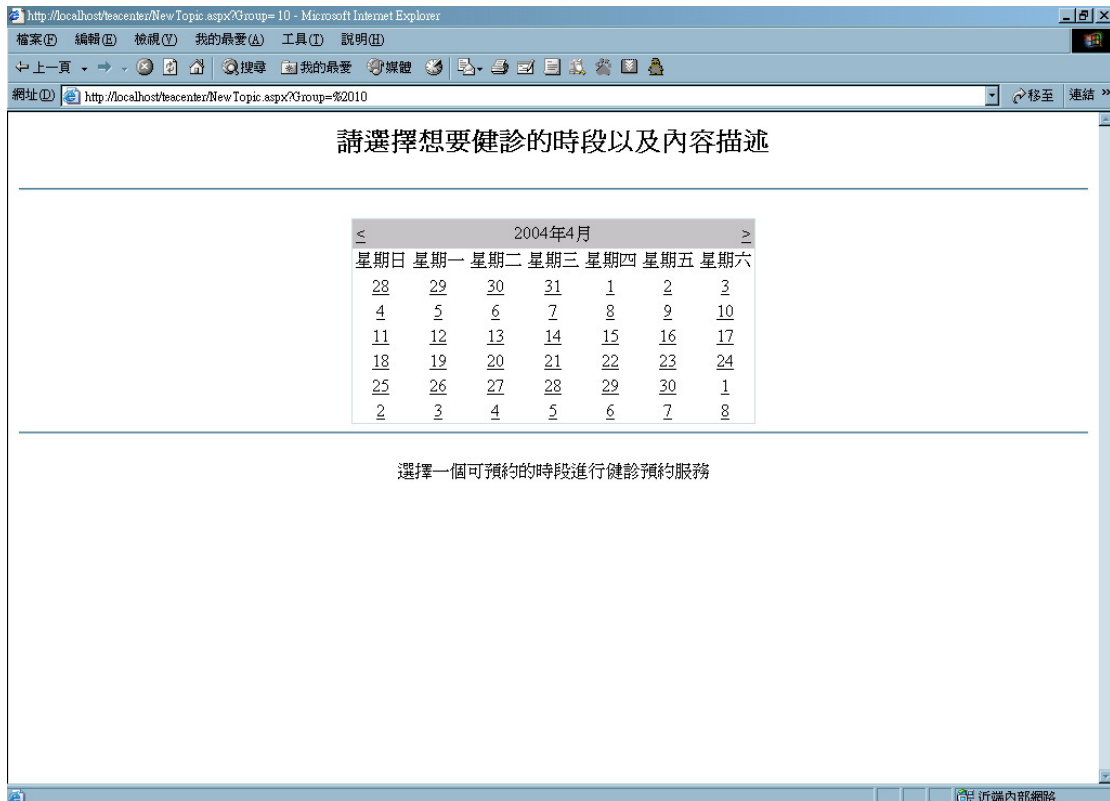 http://localhost/teacenter/NewTopic.aspx?Group= 10 - Microsoft Internet Explorer
檔案(F) 編輯(E) 檢視(V) 我的最愛(A) 工具(T) 說明(H)
上一頁 搜尋 我的最愛 媒體
網址(D) http://localhost/teacenter/NewTopic.aspx?Group=%2010 移至 連結 »
請選擇想要健診的時段以及內容描述
< 2004年4月 >
星期日 星期一 星期二 星期三 星期四 星期五 星期六
28 29 30 31 1 2 3
4 5 6 7 8 9 10
11 12 13 14 15 16 17
18 19 20 21 22 23 24
25 26 27 28 29 30 1
2 3 4 5 6 7 8
選擇一個可預約的時段進行健診預約服務
近端內部網路